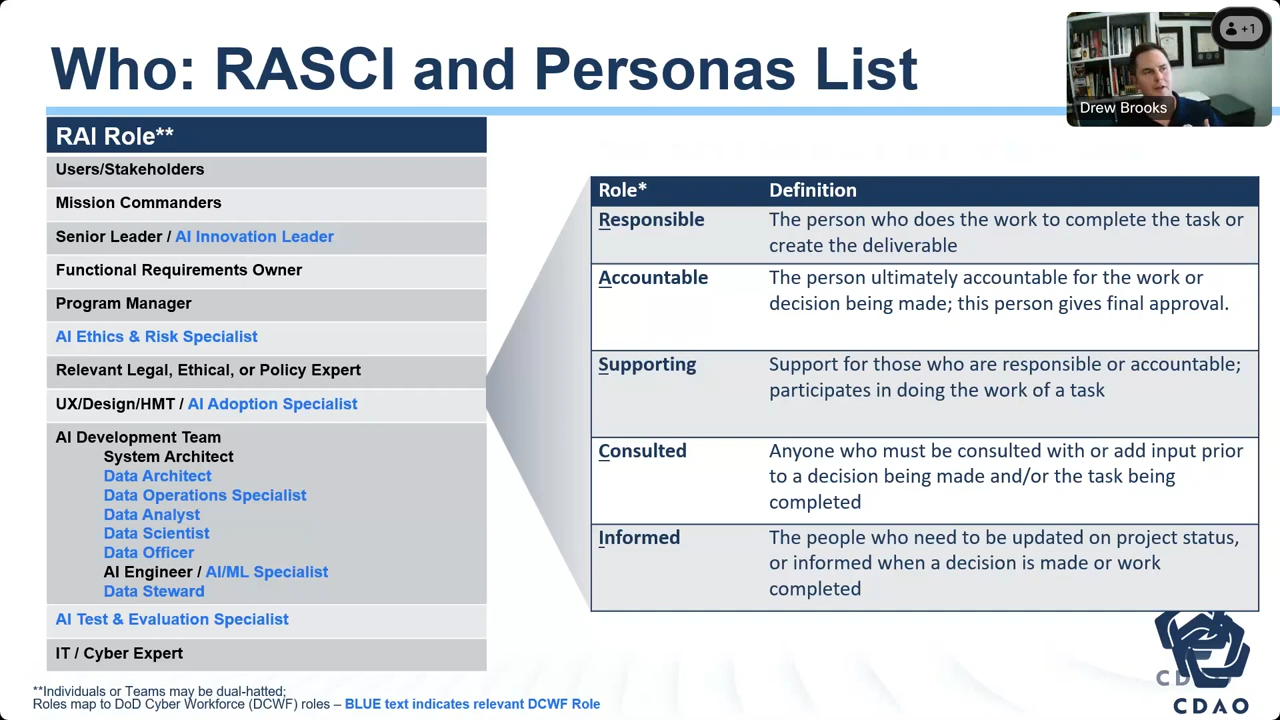 Who: RASCI and Personas List
+1
Drew Brooks
RAI Role**
Users/Stakeholders
Mission Commanders
Senior Leader / AI Innovation Leader
Functional Requirements Owner
Program Manager
AI Ethics & Risk Specialist
Relevant Legal, Ethical, or Policy Expert
UX/Design/HMT / AI Adoption Specialist
AI Development Team
System Architect
Data Architect
Data Operations Specialist
Data Analyst
Data Scientist
Data Officer
AI Engineer / AI/ML Specialist
Data Steward
AI Test & Evaluation Specialist
IT / Cyber Expert
Role* Definition
Responsible The person who does the work to complete the task or
create the deliverable
Accountable The person ultimately accountable for the work or
decision being made; this person gives final approval.
Supporting Support for those who are responsible or accountable;
participates in doing the work of a task
Consulted Anyone who must be consulted with or add input prior
to a decision being made and/or the task being
completed
Informed The people who need to be updated on project status,
or informed when a decision is made or work
completed
**Individuals or Teams may be dual-hatted;
Roles map to DoD Cyber Workforce (DCWF) roles – BLUE text indicates relevant DCWF Role
CDAO